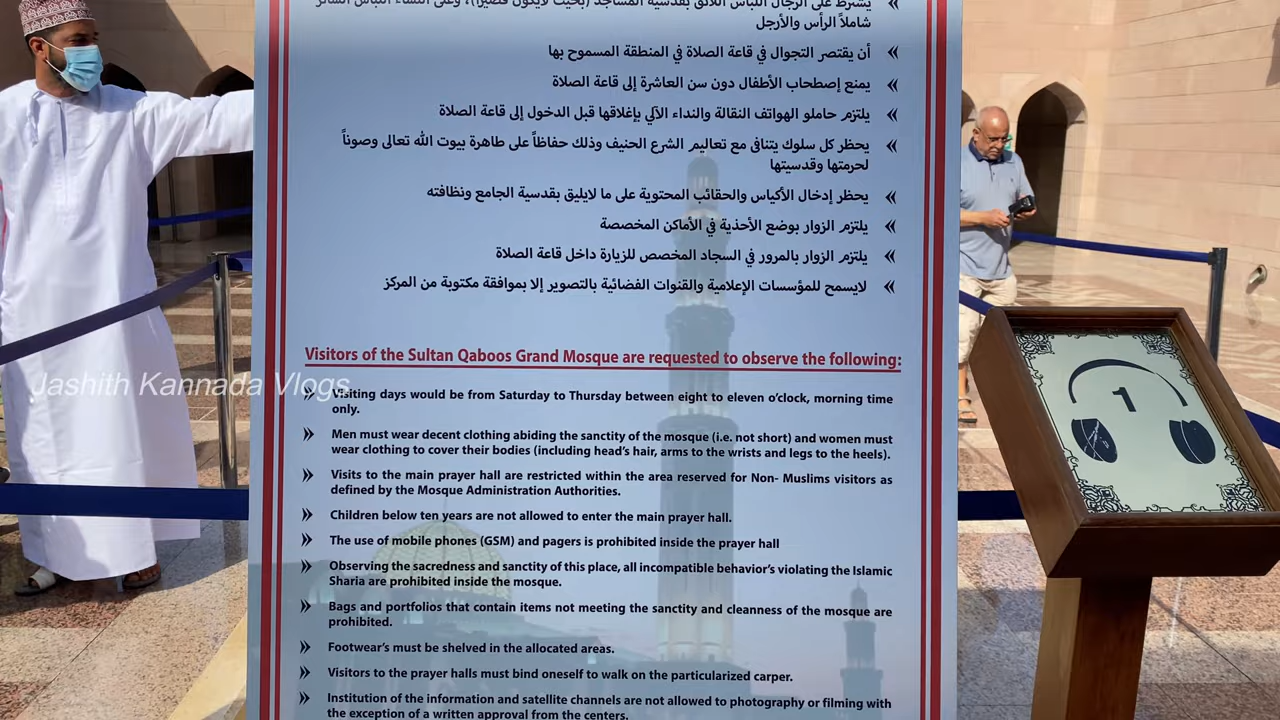 يشترط على الرجال اللباس اللائق بقدسية المساجد (بحيث لايكون قصيرا)، وعلى النساء اللباس الساتر
شاملاً الرأس والأرجل
أن يقتصر التجوال في قاعة الصلاة في المنطقة المسموح بها
يمنع إصطحاب الأطفال دون سن العاشرة إلى قاعة الصلاة
يلتزم حاملو الهواتف النقالة والنداء الآلي بإغلاقها قبل الدخول إلى قاعة الصلاة
يحظر كل سلوك يتنافى مع تعاليم الشرع الحنيف وذلك حفاظاً على طاهرة بيوت الله تعالى وصوناً
لحرمتها وقدسيتها
يحظر إدخال الأكياس والحقائب المحتوية على ما لايليق بقدسية الجامع ونظافته
يلتزم الزوار بوضع الأحذية في الأماكن المخصصة
يلتزم الزوار بالمرور في السجاد المخصص للزيارة داخل قاعة الصلاة
لايسمح للمؤسسات الإعلامية والقنوات الفضائية بالتصوير إلا بموافقة مكتوبة من المركز
Visitors of the Sultan Qaboos Grand Mosque are requested to observe the following:
Jashith Kannada Vlogs
Visiting days would be from Saturday to Thursday between eight to eleven o'clock, morning time
only.
Men must wear decent clothing abiding the sanctity of the mosque (i.e. not short) and women must
wear clothing to cover their bodies (including head's hair, arms to the wrists and legs to the heels).
Visits to the main prayer hall are restricted within the area reserved for Non- Muslims visitors as
defined by the Mosque Administration Authorities.
Children below ten years are not allowed to enter the main prayer hall.
The use of mobile phones (GSM) and pagers is prohibited inside the prayer hall
Observing the sacredness and sanctity of this place, all incompatible behavior's violating the Islamic
Sharia are prohibited inside the mosque.
Bags and portfolios that contain items not meeting the sanctity and cleanness of the mosque are
prohibited.
Footwear's must be shelved in the allocated areas.
Visitors to the prayer halls must bind oneself to walk on the particularized carper.
Institution of the information and satellite channels are not allowed to photography or filming with
the exception of a written approval from the centers.
1